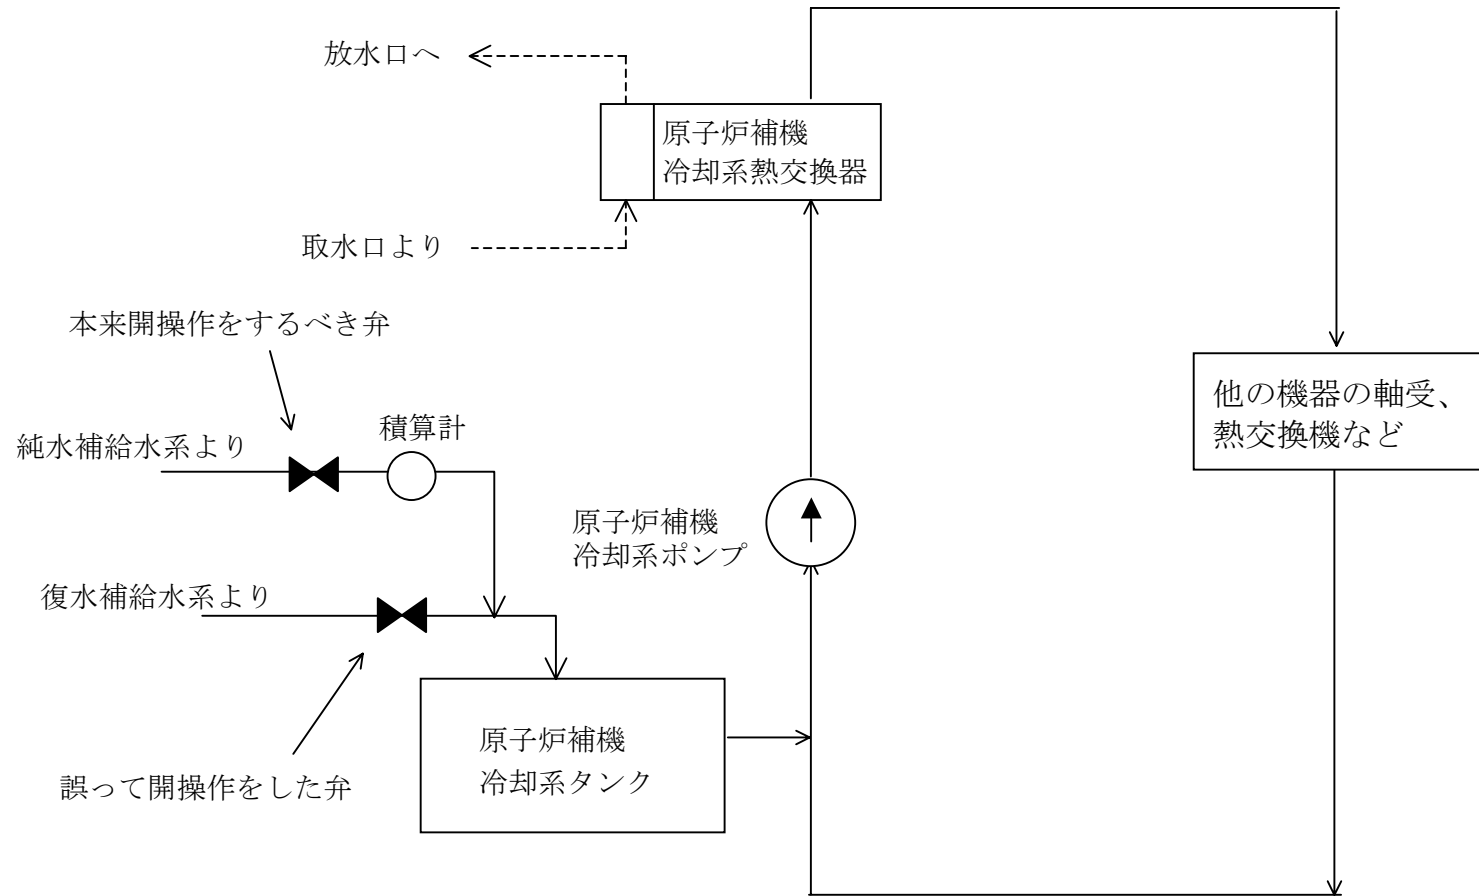 放水口へ
原子炉補機
冷却系熱交換器
取水口より
本来開操作をするべき弁
他の機器の軸受、
熱交換機など
積算計
純水補給水系より
原子炉補機
冷却系ポンプ
復水補給水系より
原子炉補機
冷却系タンク
誤って開操作をした弁